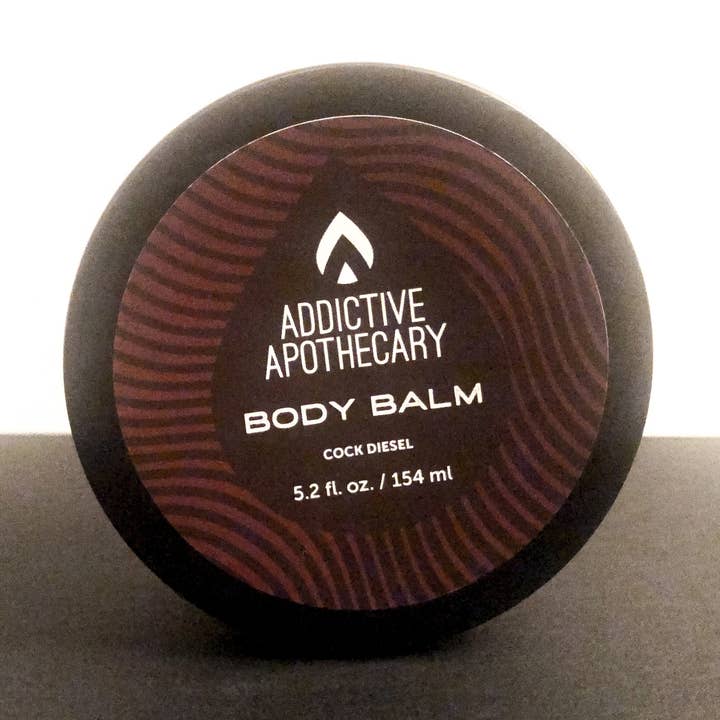 ADDICTIVE
APOTHECARY
BODY BALM
COCK DIESEL
5.2 fl. oz. / 154 ml